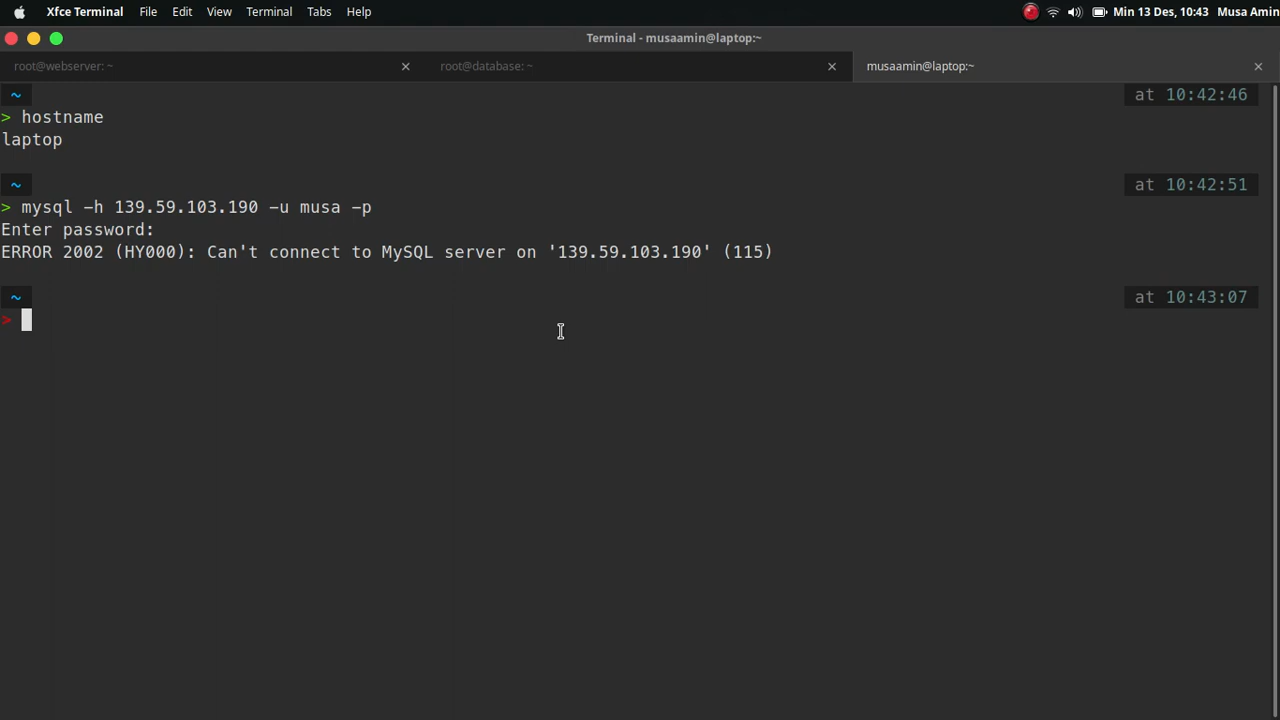 Xfce Terminal File Edit View Terminal Tabs Help Min 13 Des, 10:43 Musa Amin
Terminal - musaamin@laptop:~
root@webserver: ~ × root@database: ~ × musaamin@laptop:~ ×
~ at 10:42:46
> hostname
laptop
~ at 10:42:51
> mysql -h 139.59.103.190 -u musa -p
Enter password:
ERROR 2002 (HY000): Can't connect to MySQL server on '139.59.103.190' (115)
~ at 10:43:07
>